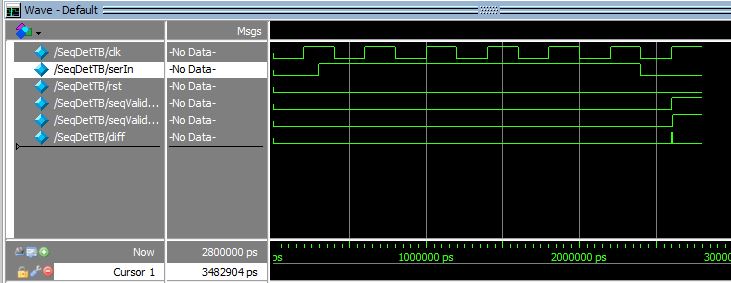 Wave - Default
Msgs
/SeqDetTB/clk -No Data-
/SeqDetTB/serIn -No Data-
/SeqDetTB/rst -No Data-
/SeqDetTB/seqValid... -No Data-
/SeqDetTB/seqValid... -No Data-
/SeqDetTB/diff -No Data-
Now 2800000 ps ps 1000000 ps 2000000 ps 30000
Cursor 1 3482904 ps